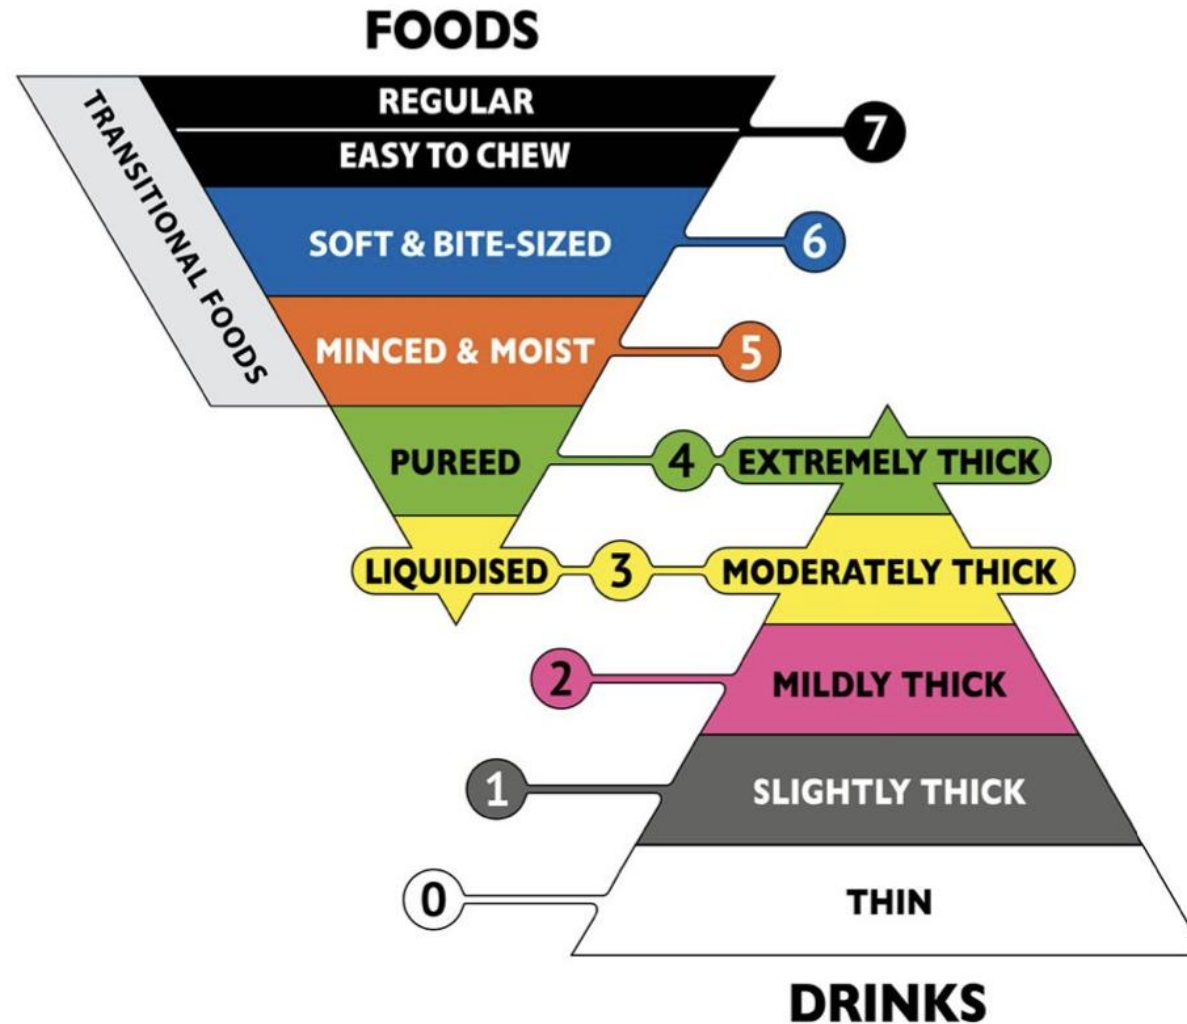 FOODS
TRANSITIONAL FOODS
REGULAR
EASY TO CHEW
7
SOFT & BITE-SIZED
6
MINCED & MOIST
5
PUREED
4
EXTREMELY THICK
LIQUIDISED
3
MODERATELY THICK
2
MILDLY THICK
1
SLIGHTLY THICK
0
THIN
DRINKS